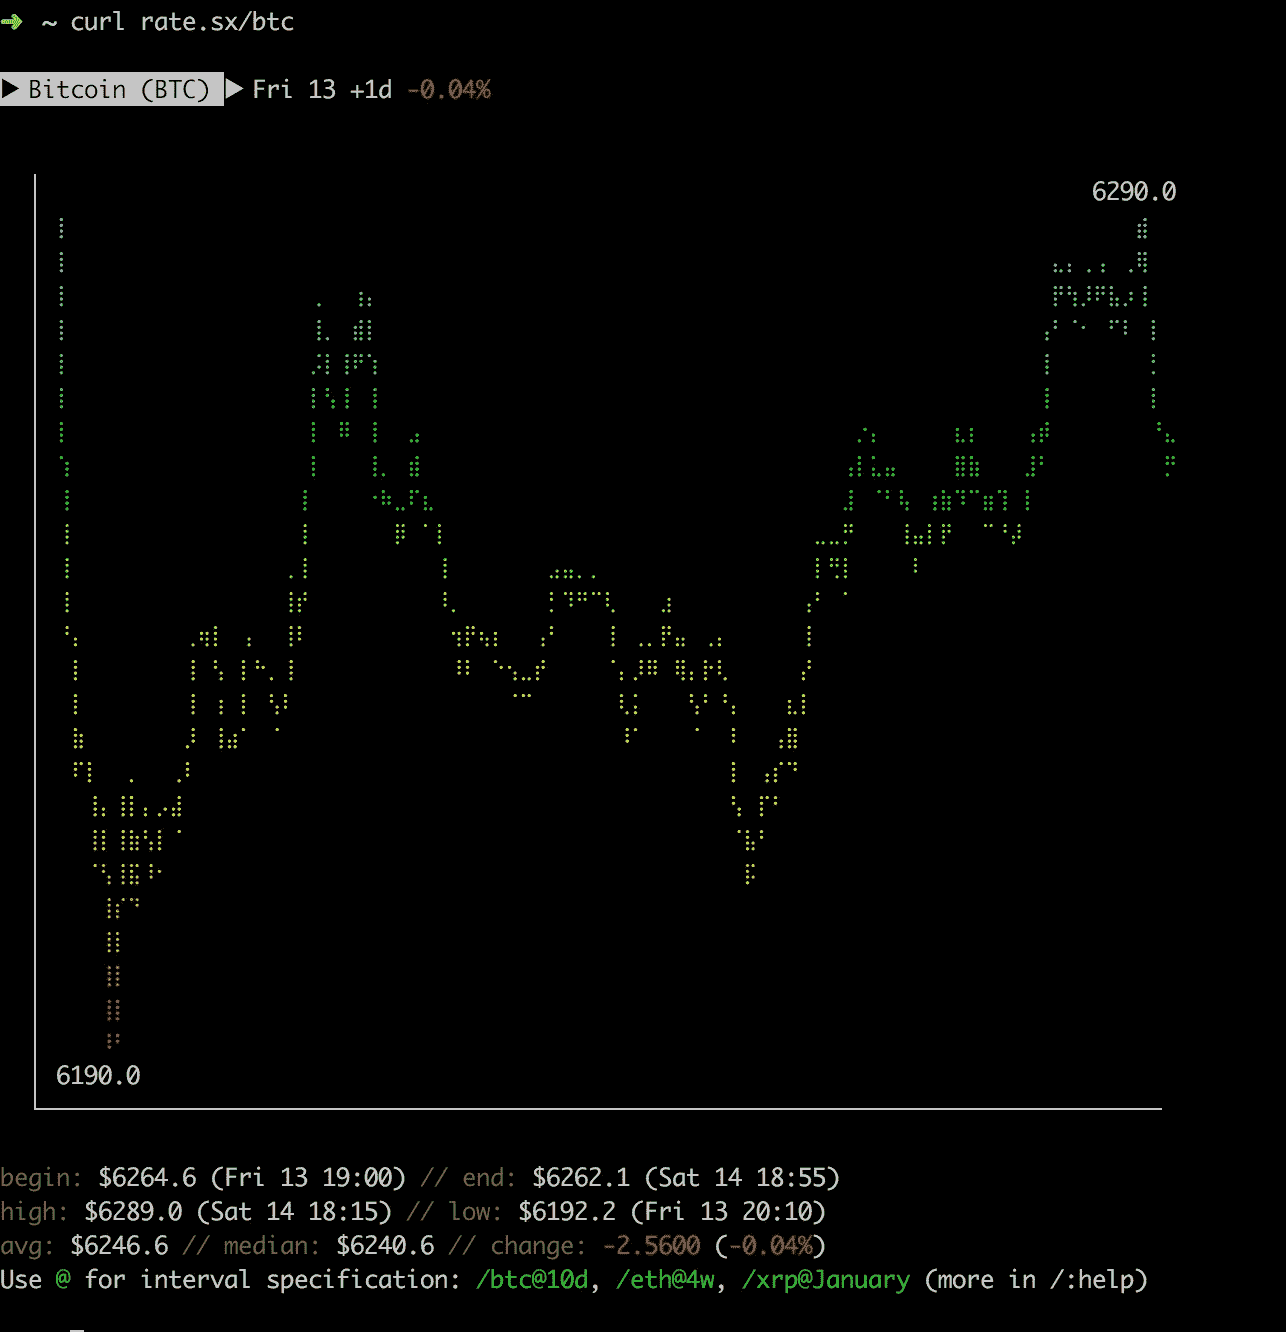 ➜ ~ curl rate.sx/btc
▶ Bitcoin (BTC) ▶ Fri 13 +1d -0.04%
6290.0
6190.0
begin: $6264.6 (Fri 13 19:00) // end: $6262.1 (Sat 14 18:55)
high: $6289.0 (Sat 14 18:15) // low: $6192.2 (Fri 13 20:10)
avg: $6246.6 // median: $6240.6 // change: -2.5600 (-0.04%)
Use @ for interval specification: /btc@10d, /eth@4w, /xrp@January (more in /:help)